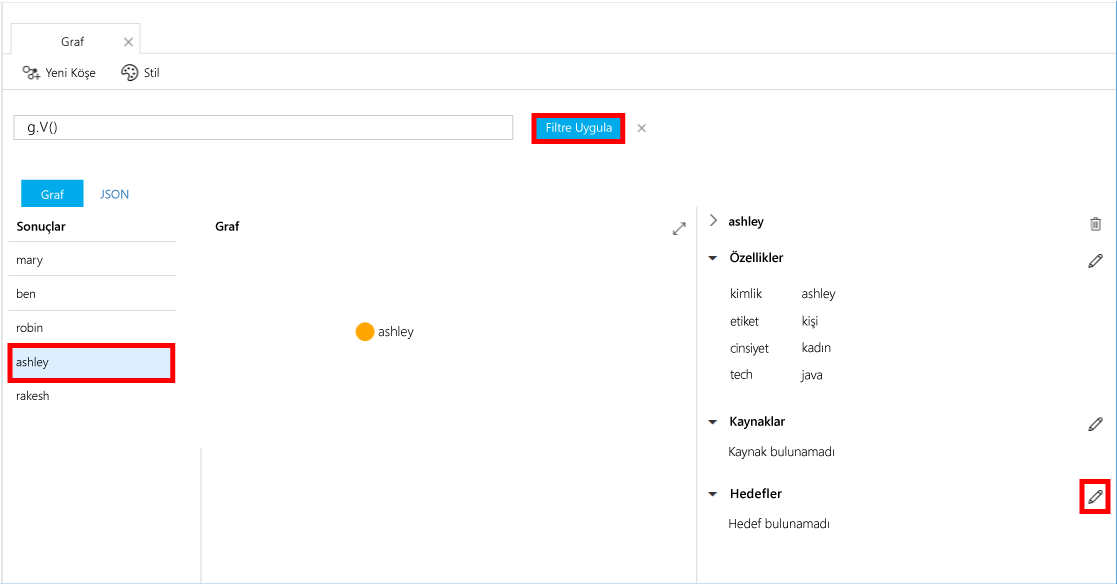 Graf
Yeni Köşe Stil
g.V() Filtre Uygula
Graf JSON
Sonuçlar
mary
ben
robin
ashley
rakesh
Graf
ashley
ashley
Özellikler
kimlik ashley
etiket kişi
cinsiyet kadın
tech java
Kaynaklar
Kaynak bulunamadı
Hedefler
Hedef bulunamadı